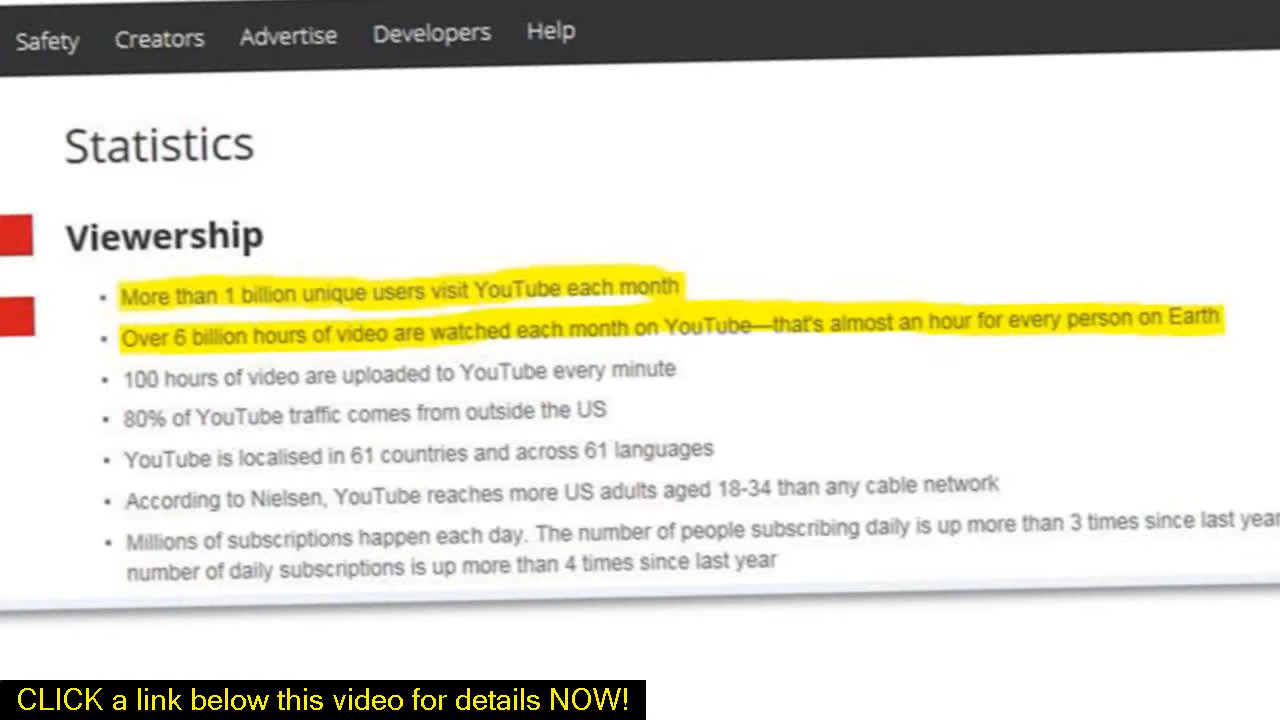 Safety Creators Advertise Developers Help
Statistics
Viewership
• More than 1 billion unique users visit YouTube each month
• Over 6 billion hours of video are watched each month on YouTube—that's almost an hour for every person on Earth
• 100 hours of video are uploaded to YouTube every minute
• 80% of YouTube traffic comes from outside the US
• YouTube is localised in 61 countries and across 61 languages
• According to Nielsen, YouTube reaches more US adults aged 18-34 than any cable network
• Millions of subscriptions happen each day. The number of people subscribing daily is up more than 3 times since last year
number of daily subscriptions is up more than 4 times since last year
CLICK a link below this video for details NOW!